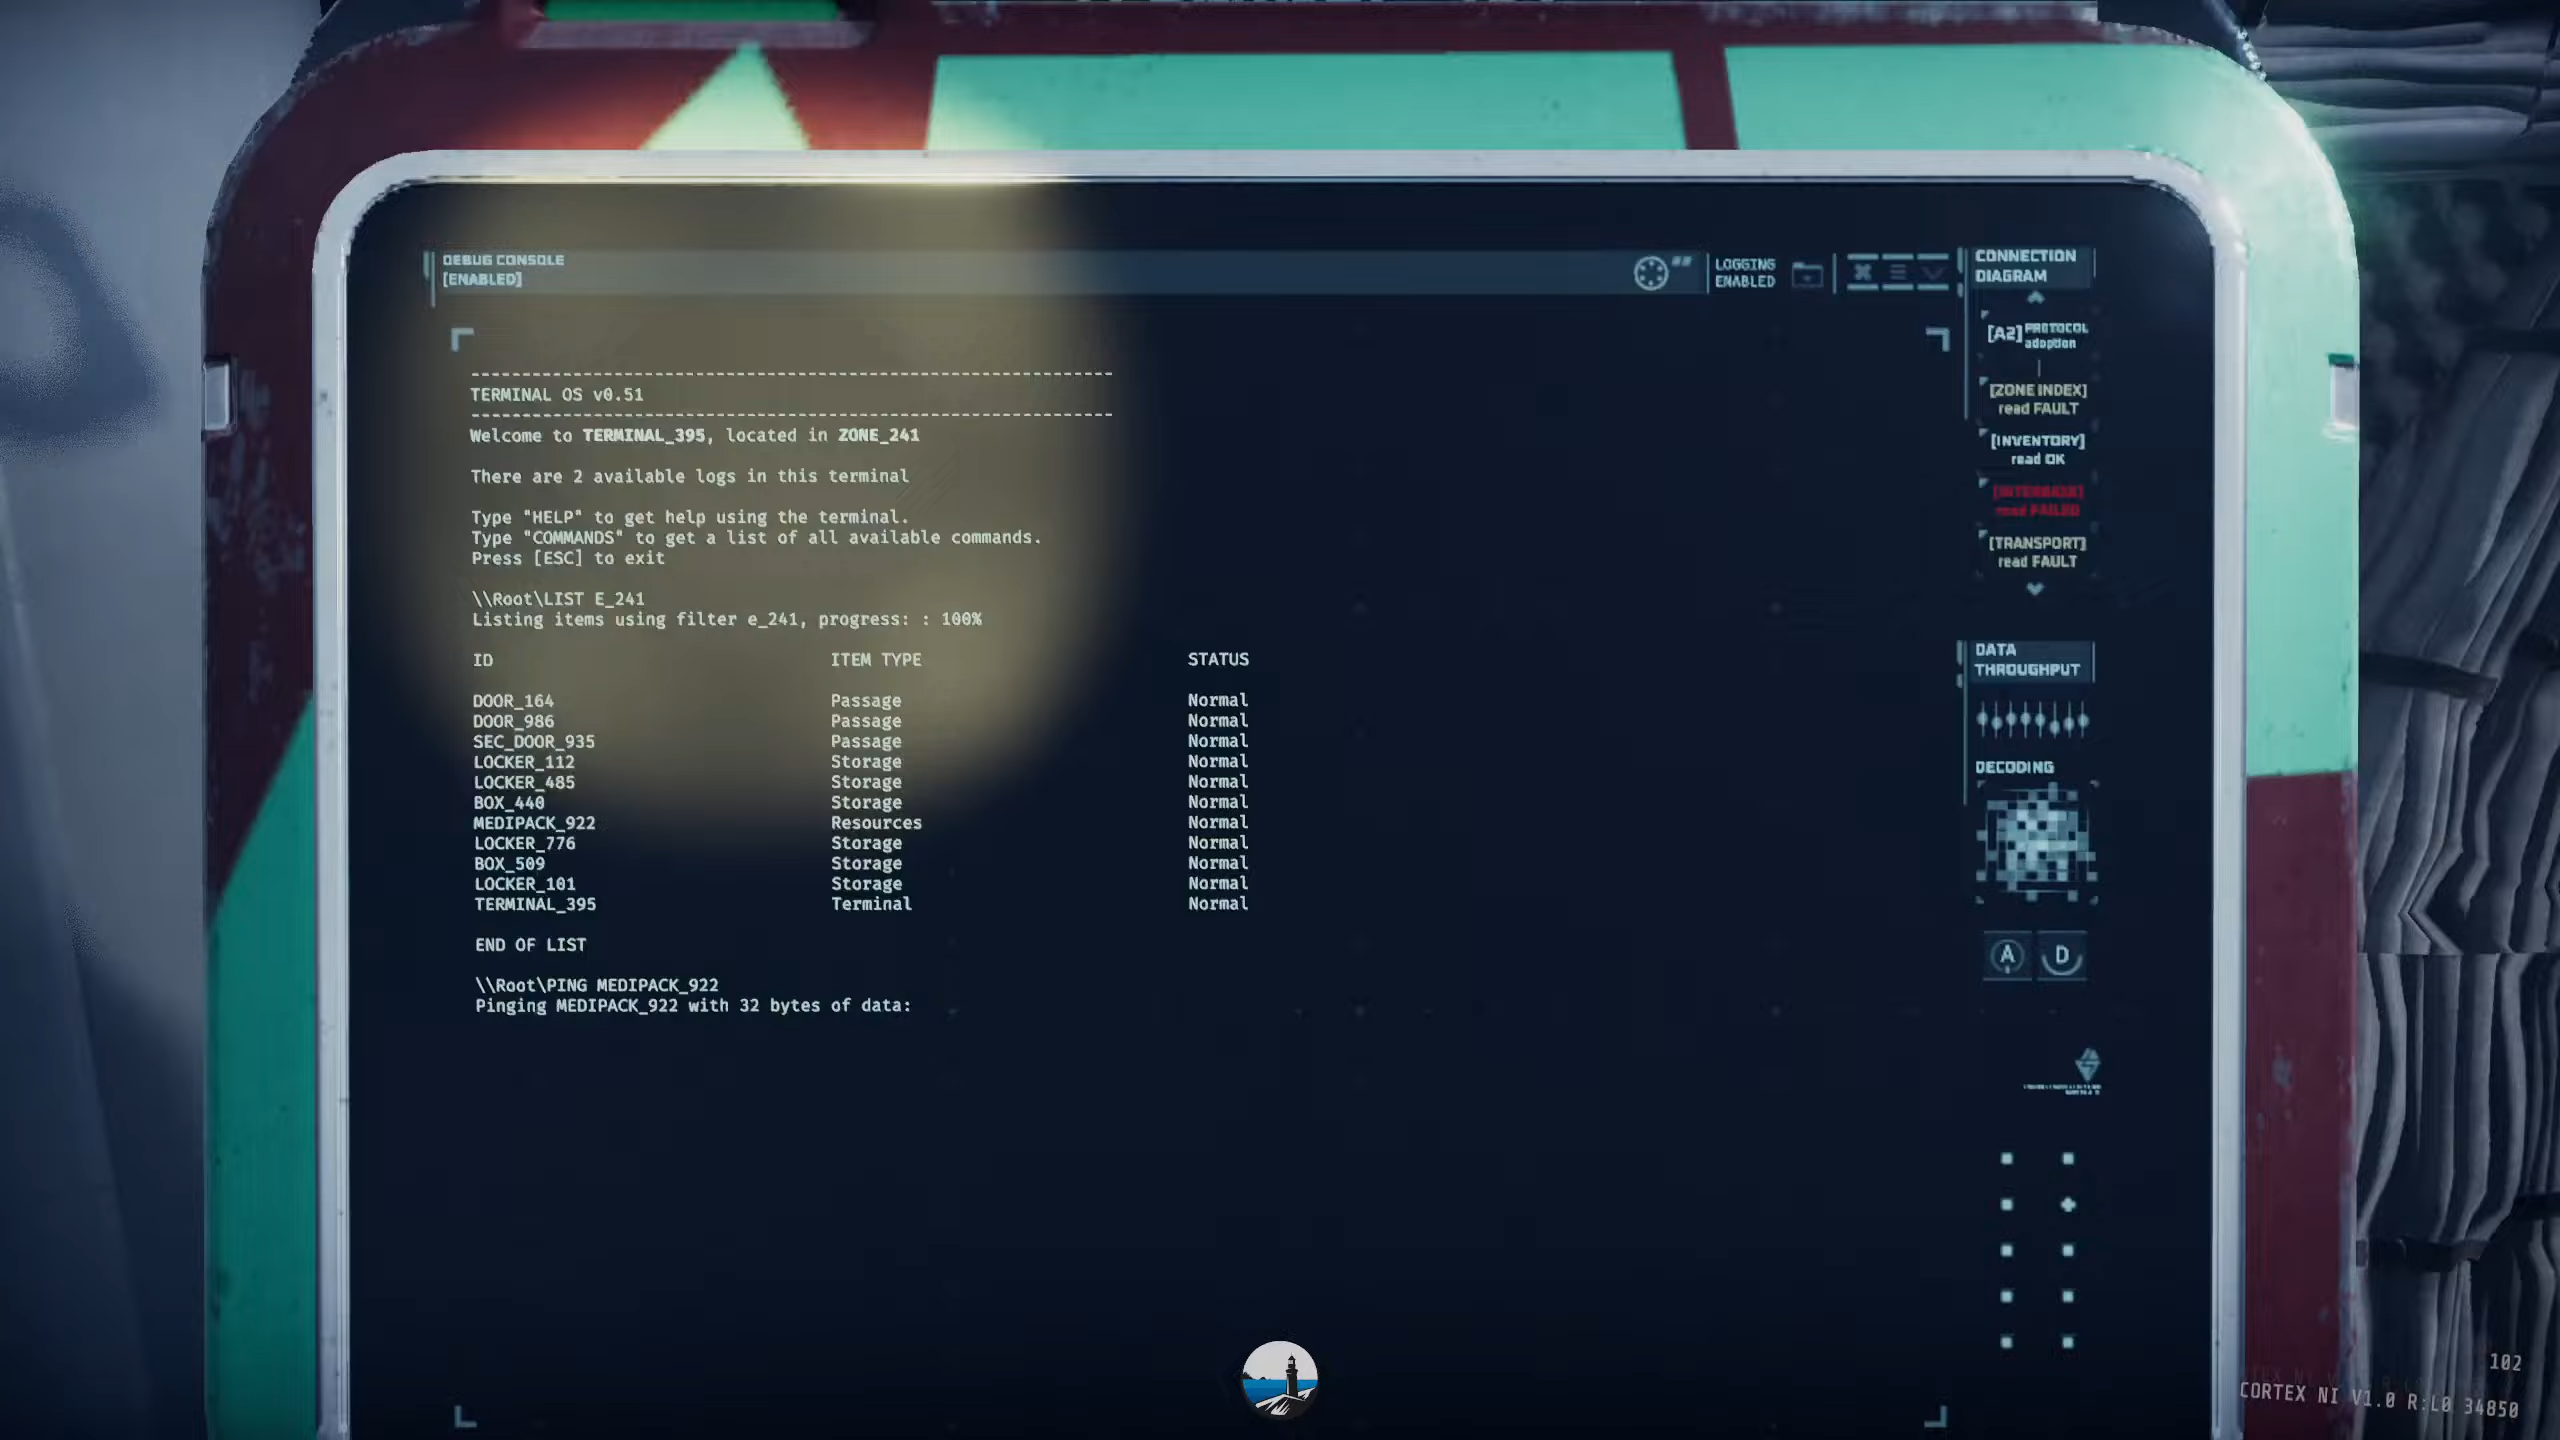 DEBUG CONSOLE
[ENABLED]
LOGGING
ENABLED
------------------------------------------------------------
TERMINAL OS v0.51
------------------------------------------------------------
Welcome to TERMINAL_395, located in ZONE_241
There are 2 available logs in this terminal
Type "HELP" to get help using the terminal.
Type "COMMANDS" to get a list of all available commands.
Press [ESC] to exit
\\Root\LIST E_241
Listing items using filter e_241, progress: : 100%
ID ITEM TYPE STATUS
DOOR_164 Passage Normal
DOOR_986 Passage Normal
SEC_DOOR_935 Passage Normal
LOCKER_112 Storage Normal
LOCKER_485 Storage Normal
BOX_440 Storage Normal
MEDIPACK_922 Resources Normal
LOCKER_776 Storage Normal
BOX_509 Storage Normal
LOCKER_101 Storage Normal
TERMINAL_395 Terminal Normal
END OF LIST
\\Root\PING MEDIPACK_922
Pinging MEDIPACK_922 with 32 bytes of data:
CONNECTION
DIAGRAM
[A2] PROTOCOL
adoption
[ZONE INDEX]
read FAULT
[INVENTORY]
read OK
read FAILED
[TRANSPORT]
read FAULT
DATA
THROUGHPUT
DECODING
A D
102
CORTEX NI V1.0 R:L0 34850